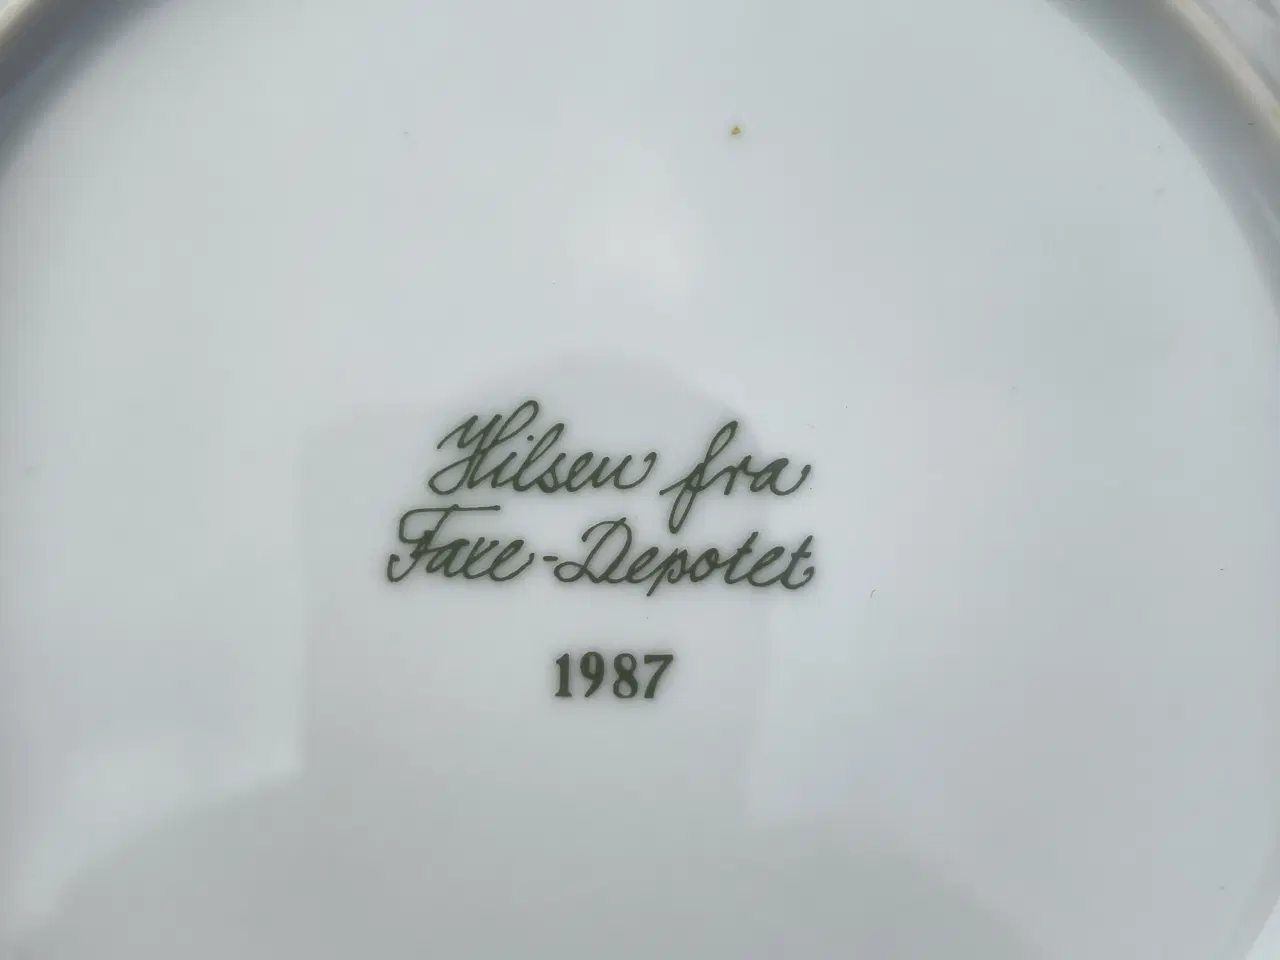 Hilsen fra
Faxe-Depotet
1987